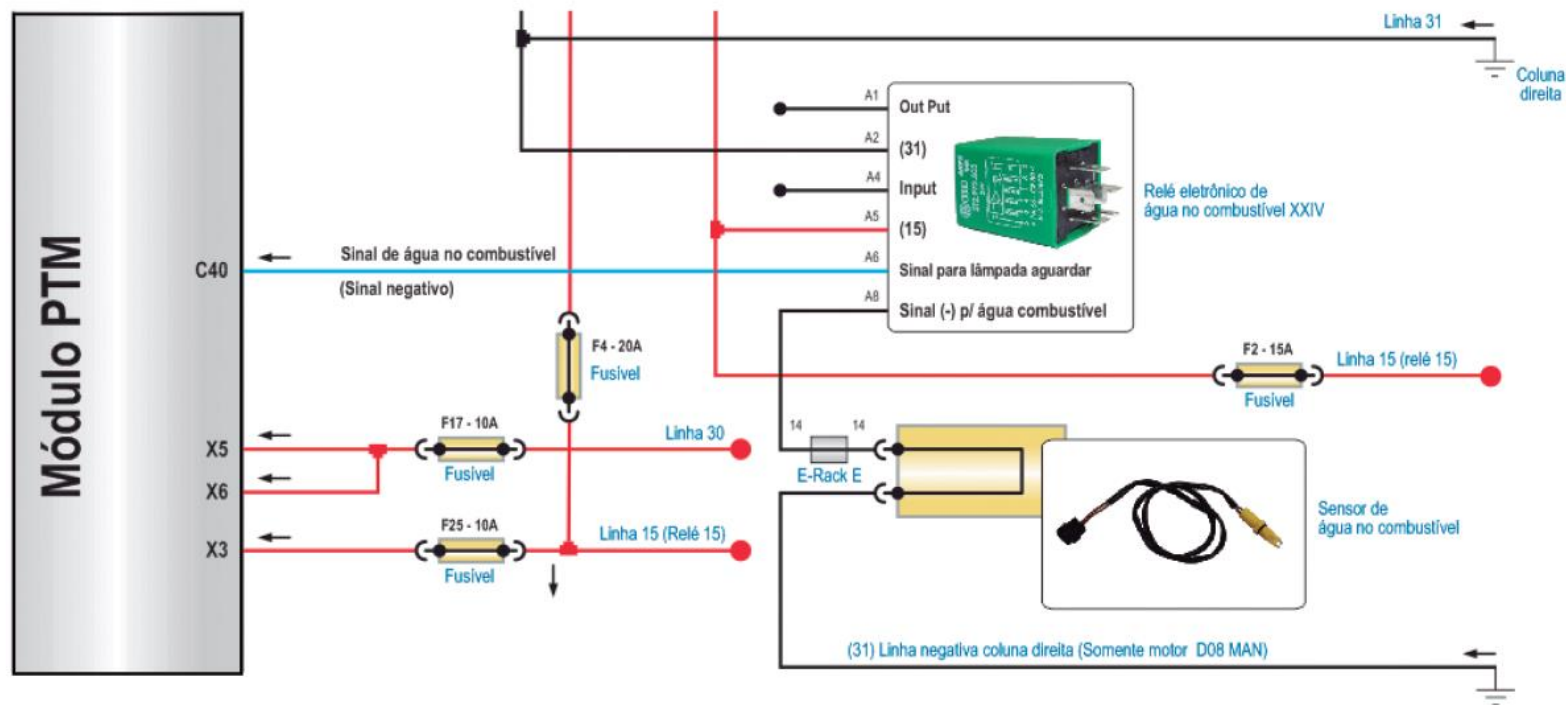 Linha 31
Coluna
direita
A1
Out Put
A2
(31)
A4
Input
A5
(15)
A6
Sinal para lâmpada aguardar
A8
Sinal (-) p/ água combustível
Relé eletrônico de
água no combustível XXIV
Módulo PTM
C40
Sinal de água no combustível
(Sinal negativo)
F4 - 20A
Fusivel
F2 - 15A
Linha 15 (relé 15)
Fusivel
X5
F17 - 10A
Linha 30
Fusivel
X6
14
14
E-Rack E
X3
F25 - 10A
Linha 15 (Relé 15)
Fusivel
Sensor de
água no combustível
(31) Linha negativa coluna direita (Somente motor D08 MAN)